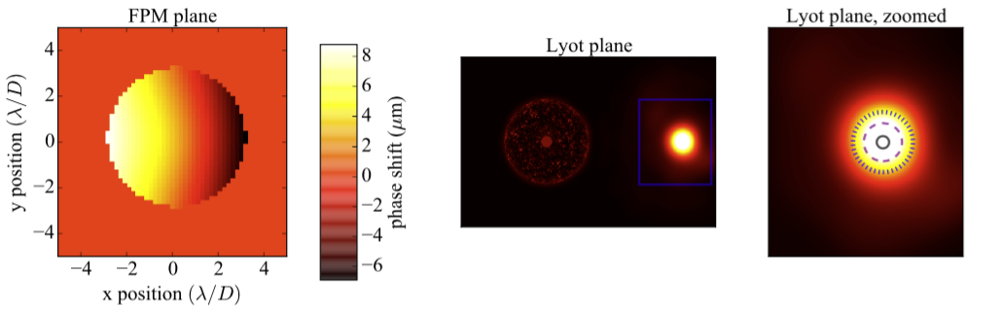 FPM plane
4
2
0
−2
−4
y position (λ/D)
−4 −2 0 2 4
x position (λ/D)
8
6
4
2
0
−2
−4
−6
phase shift (μm)
Lyot plane
Lyot plane, zoomed